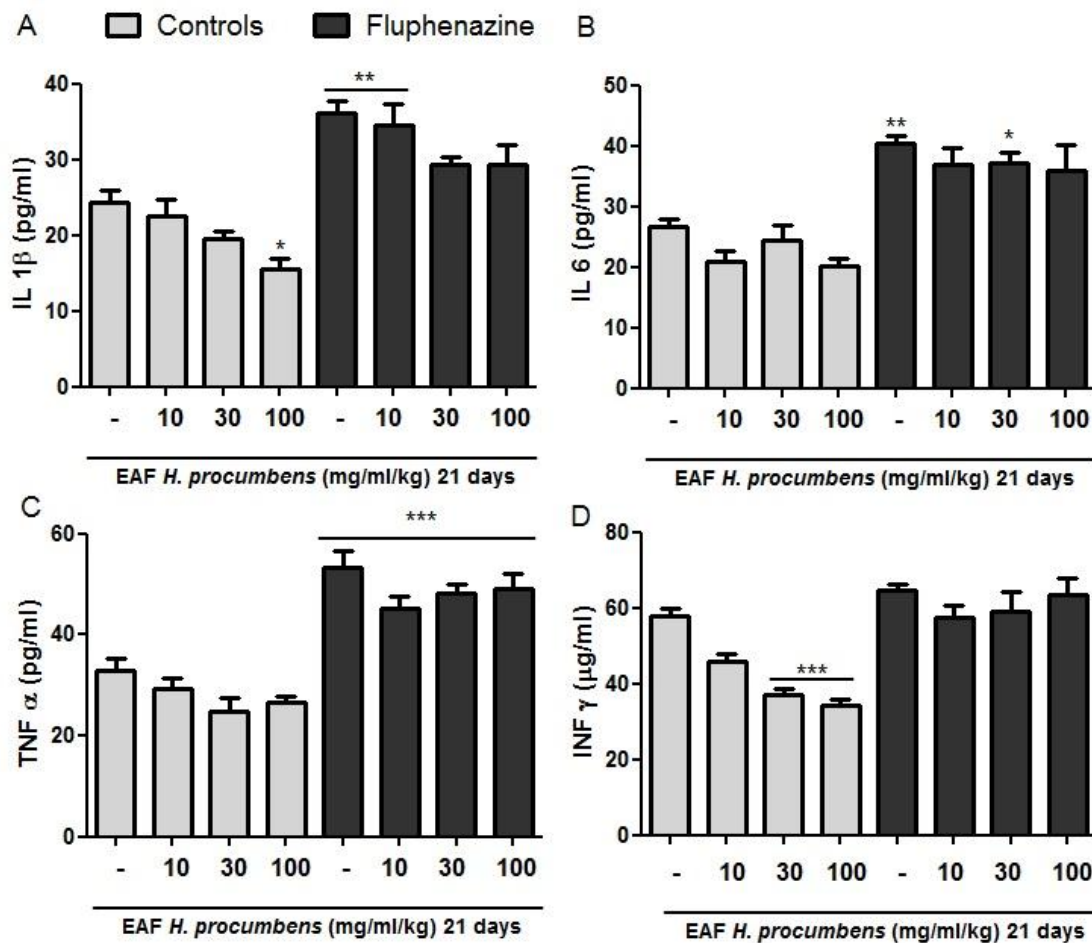 A Controls Fluphenazine B
IL 1β (pg/ml)
40
30
20
10
0
*
**
- 10 30 100 - 10 30 100
EAF H. procumbens (mg/ml/kg) 21 days
IL 6 (pg/ml)
50
40
30
20
10
0
**
*
- 10 30 100 - 10 30 100
EAF H. procumbens (mg/ml/kg) 21 days
C
TNF α (pg/ml)
60
40
20
0
***
- 10 30 100 - 10 30 100
EAF H. procumbens (mg/ml/kg) 21 days
D
INF γ (µg/ml)
80
60
40
20
0
***
- 10 30 100 - 10 30 100
EAF H. procumbens (mg/ml/kg) 21 days